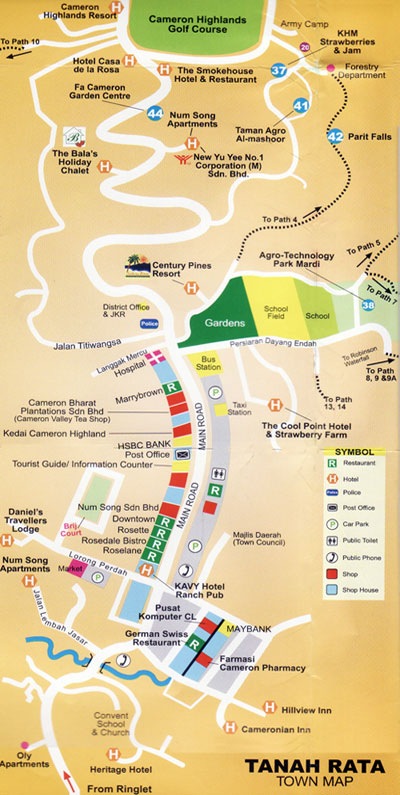 Cameron
Highlands Resort
Cameron Highlands
Golf Course
Army Camp
20
KHM
Strawberries
& Jam
To Path 10
H
Hotel Casa
de la Rosa
H
H
The Smokehouse
Hotel & Restaurant
37
Forestry
Department
Fa Cameron
Garden Centre
44
Num Song
Apartments
41
Taman Agro
Al-mashoor
42
Parit Falls
B
The Bala's
Holiday
Chalet
H
H
New Yu Yee No.1
Corporation (M)
Sdn. Bhd.
To Path 4
To Path 5
Agro-Technology
Park Mardi
To Path 7
38
Century Pines
Resort
H
District Office
& JKR
Police
Gardens
School
Field
School
Jalan Titiwangsa
Persiaran Dayang Endah
Langgak Mercu
Hospital
Bus
Station
To Robinson
Waterfall
To Path
8, 9 &9A
Marrybrown
R
P
H
To Path
13, 14
Cameron Bharat
Plantations Sdn Bhd
(Cameron Valley Tea Shop)
Taxi
Station
The Cool Point Hotel
& Strawberry Farm
Kedai Cameron Highland
MAIN ROAD
HSBC BANK
Post Office
Tourist Guide/ Information Counter
SYMBOL
R Restaurant
H Hotel
Police Police
Post Office
P Car Park
Public Toilet
Public Phone
Shop
Shop House
Daniel's
Travellers
Lodge
H
Brij
Court
Num Song Sdn Bhd
Downtown
Rosette
Rosedale Bistro
Roselane
R
R
R
R
R
MAIN ROAD
P
Majlis Daerah
(Town Council)
Num Song
Apartments
H
Market
P
Lorong Perdah
H
KAVY Hotel
Ranch Pub
Jalan Lembah Jasar
Pusat
Komputer CL
MAYBANK
German Swiss
Restaurant
R
Farmasi
Cameron Pharmacy
H
Hillview Inn
H
Cameronian Inn
Convent
School
& Church
Oly
Apartments
H
Heritage Hotel
From Ringlet
TANAH RATA
TOWN MAP